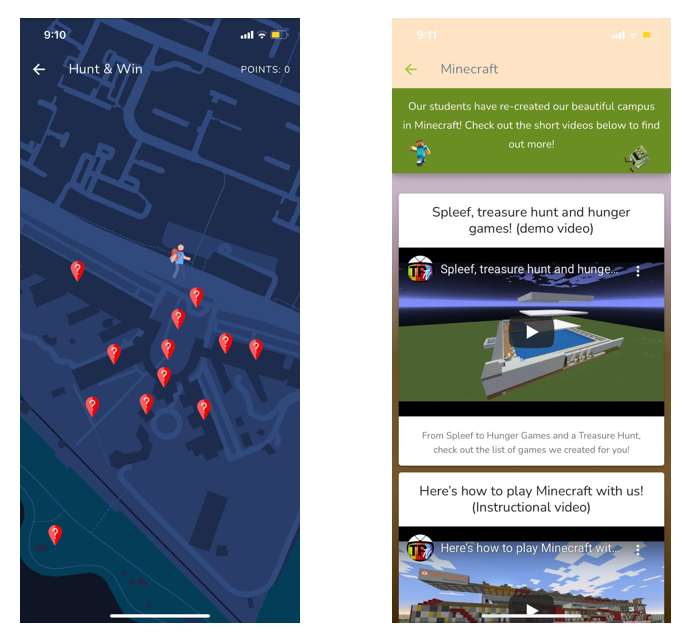 9:10
Hunt & Win
POINTS: 0
?
?
?
?
?
?
?
?
?
?
?
?
9:11
Minecraft
Our students have re-created our beautiful campus
in Minecraft! Check out the short videos below to find
out more!
Spleef, treasure hunt and hunger
games! (demo video)
Spleef, treasure hunt and hunge...
From Spleef to Hunger Games and a Treasure Hunt,
check out the list of games we created for you!
Here's how to play Minecraft with us!
(Instructional video)
Here's how to play Minecraft wit...